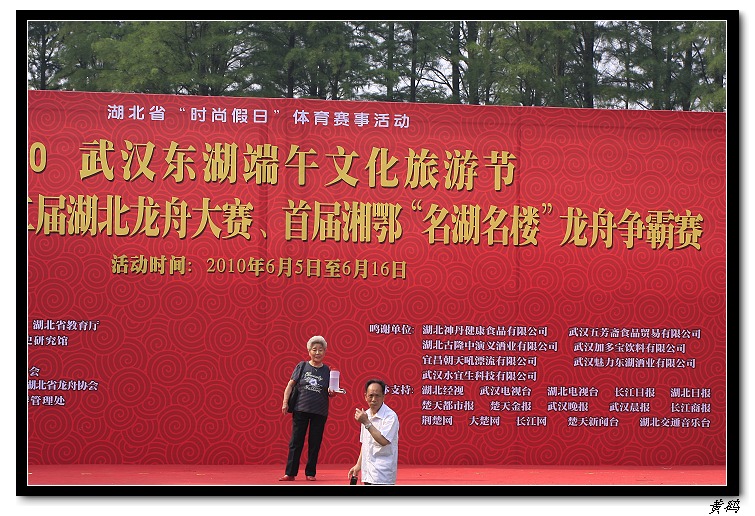 湖北省“时尚假日”体育赛事活动
0 武汉东湖端午文化旅游节
二届湖北龙舟大赛、首届湘鄂“名湖名楼”龙舟争霸赛
活动时间：2010年6月5日至6月16日
湖北省教育厅
史研究馆
会
湖北省龙舟协会
管理处
鸣谢单位：湖北神丹健康食品有限公司 武汉五芳斋食品贸易有限公司
湖北古隆中演义酒业有限公司 武汉加多宝饮料有限公司
宜昌朝天吼漂流有限公司 武汉魅力东湖酒业有限公司
武汉水宜生科技有限公司
支持：湖北经视 武汉电视台 湖北电视台 长江日报 湖北日报
楚天都市报 楚天金报 武汉晚报 武汉晨报 长江商报
荆楚网 大楚网 长江网 楚天新闻台 湖北交通音乐台
黄鹤